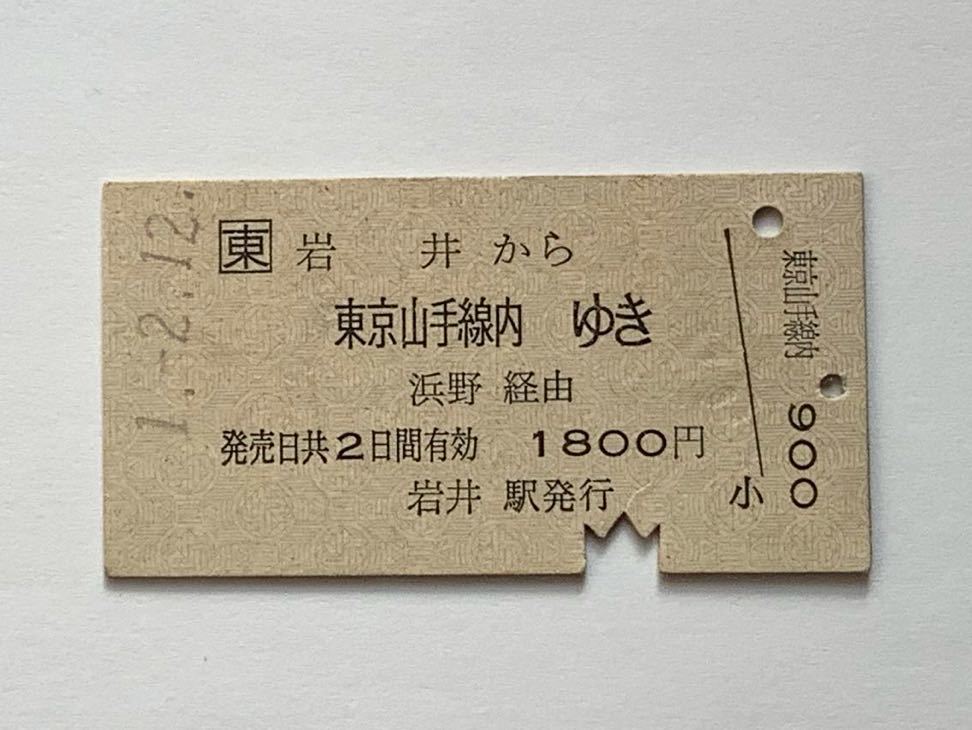 1.-2.12.
東 岩井から
東京山手線内 ゆき
浜野 経由
発売日共2日間有効 1800円
岩井 駅発行
東京山手線内
小 900